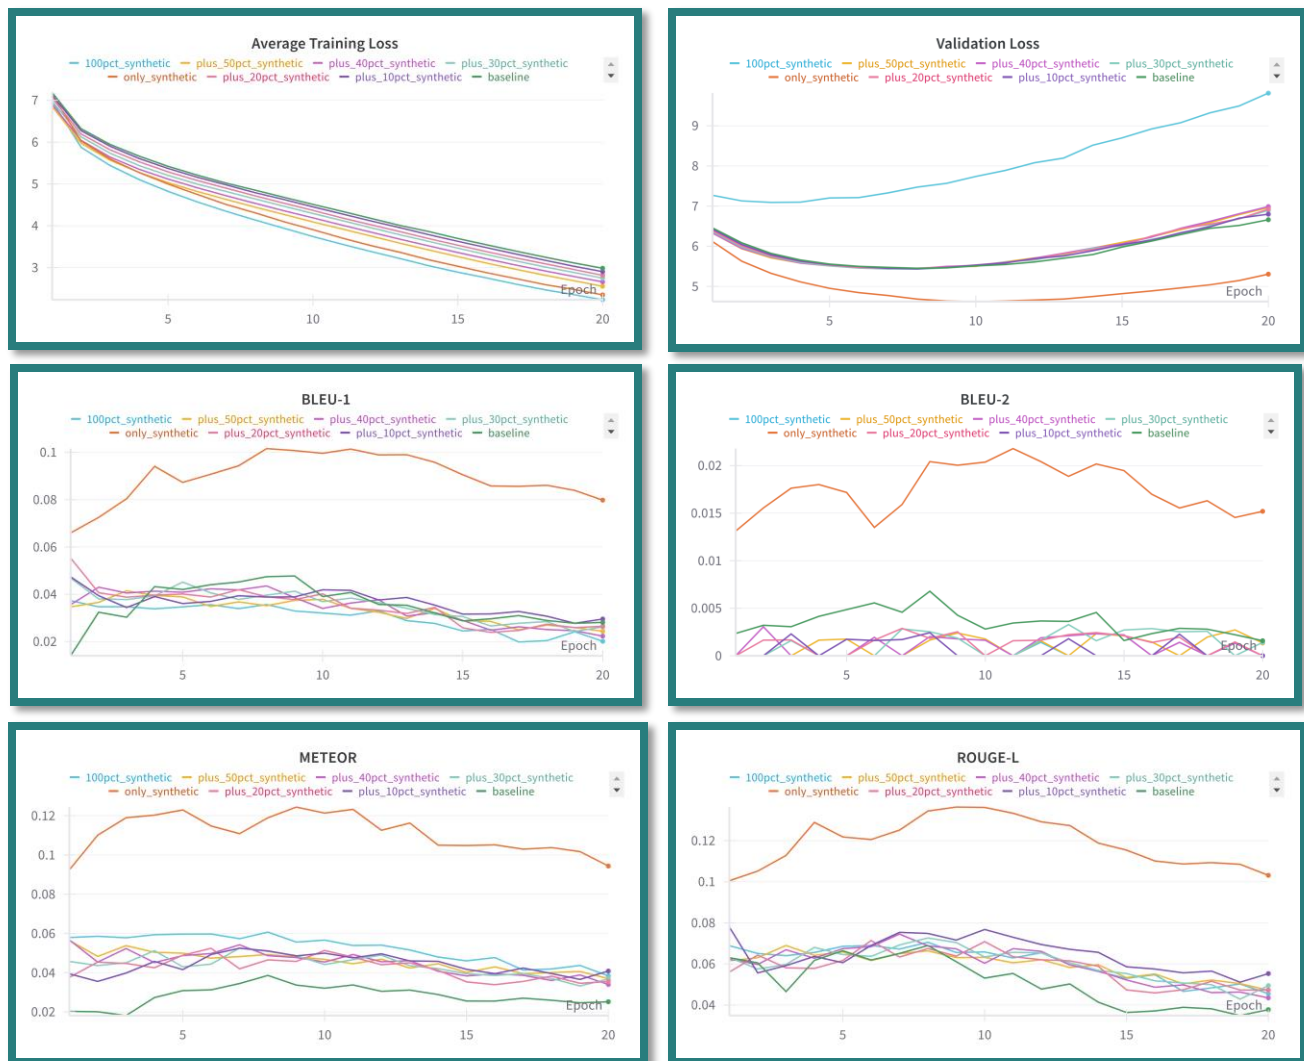 Average Training Loss
100pct_synthetic plus_50pct_synthetic plus_40pct_synthetic plus_30pct_synthetic
only_synthetic plus_20pct_synthetic plus_10pct_synthetic baseline
7
6
5
4
3
Epoch
5 10 15 20
Validation Loss
100pct_synthetic plus_50pct_synthetic plus_40pct_synthetic plus_30pct_synthetic
only_synthetic plus_20pct_synthetic plus_10pct_synthetic baseline
9
8
7
6
5
Epoch
5 10 15 20
BLEU-1
100pct_synthetic plus_50pct_synthetic plus_40pct_synthetic plus_30pct_synthetic
only_synthetic plus_20pct_synthetic plus_10pct_synthetic baseline
0.1
0.08
0.06
0.04
0.02
Epoch
5 10 15 20
BLEU-2
100pct_synthetic plus_50pct_synthetic plus_40pct_synthetic plus_30pct_synthetic
only_synthetic plus_20pct_synthetic plus_10pct_synthetic baseline
0.02
0.015
0.01
0.005
0
Epoch
5 10 15 20
METEOR
100pct_synthetic plus_50pct_synthetic plus_40pct_synthetic plus_30pct_synthetic
only_synthetic plus_20pct_synthetic plus_10pct_synthetic baseline
0.12
0.1
0.08
0.06
0.04
0.02
Epoch
5 10 15 20
ROUGE-L
100pct_synthetic plus_50pct_synthetic plus_40pct_synthetic plus_30pct_synthetic
only_synthetic plus_20pct_synthetic plus_10pct_synthetic baseline
0.12
0.1
0.08
0.06
0.04
Epoch
5 10 15 20